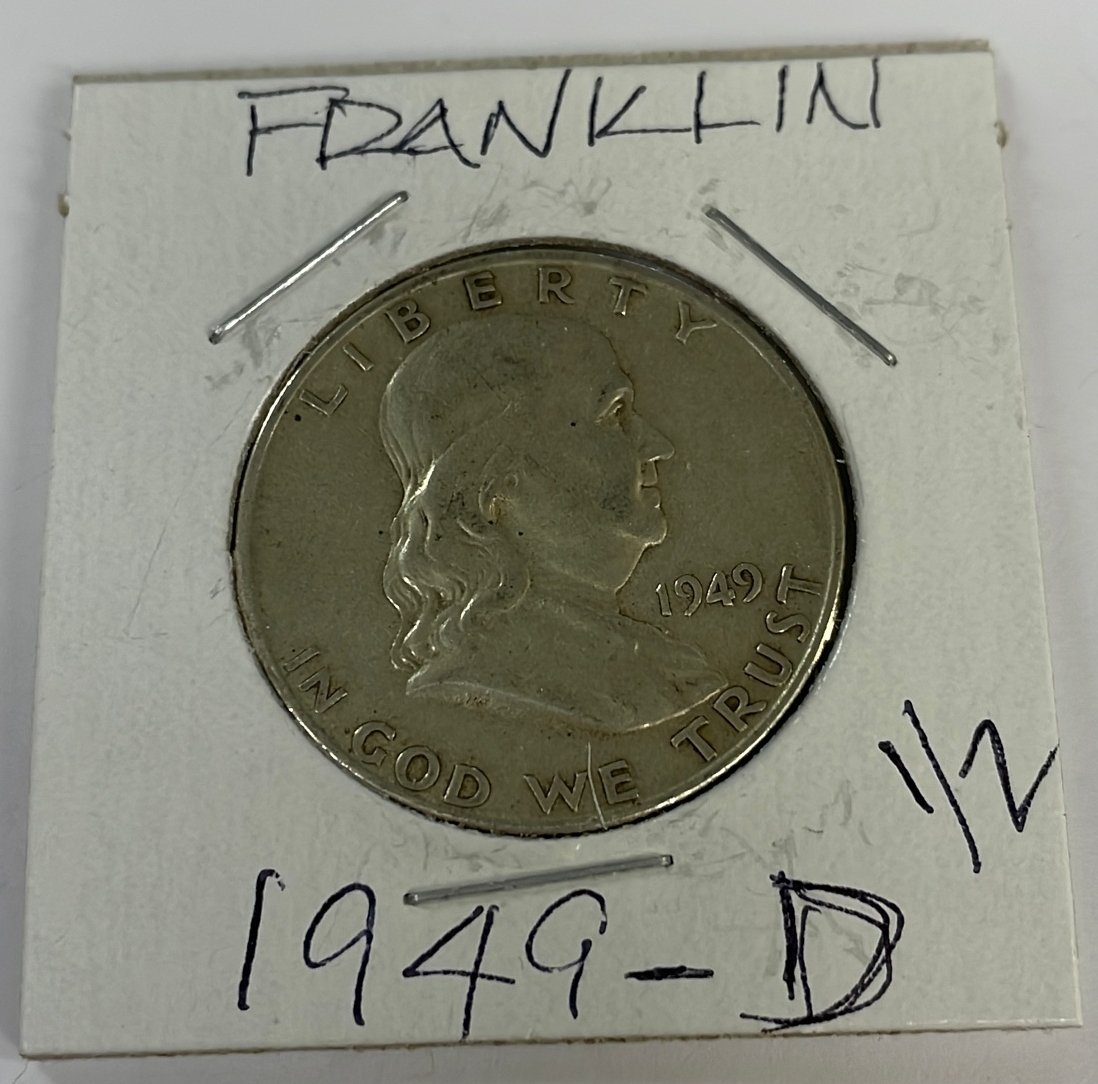 FRANKLIN
LIBERTY
1949
IN GOD WE TRUST
1/2
1949-D